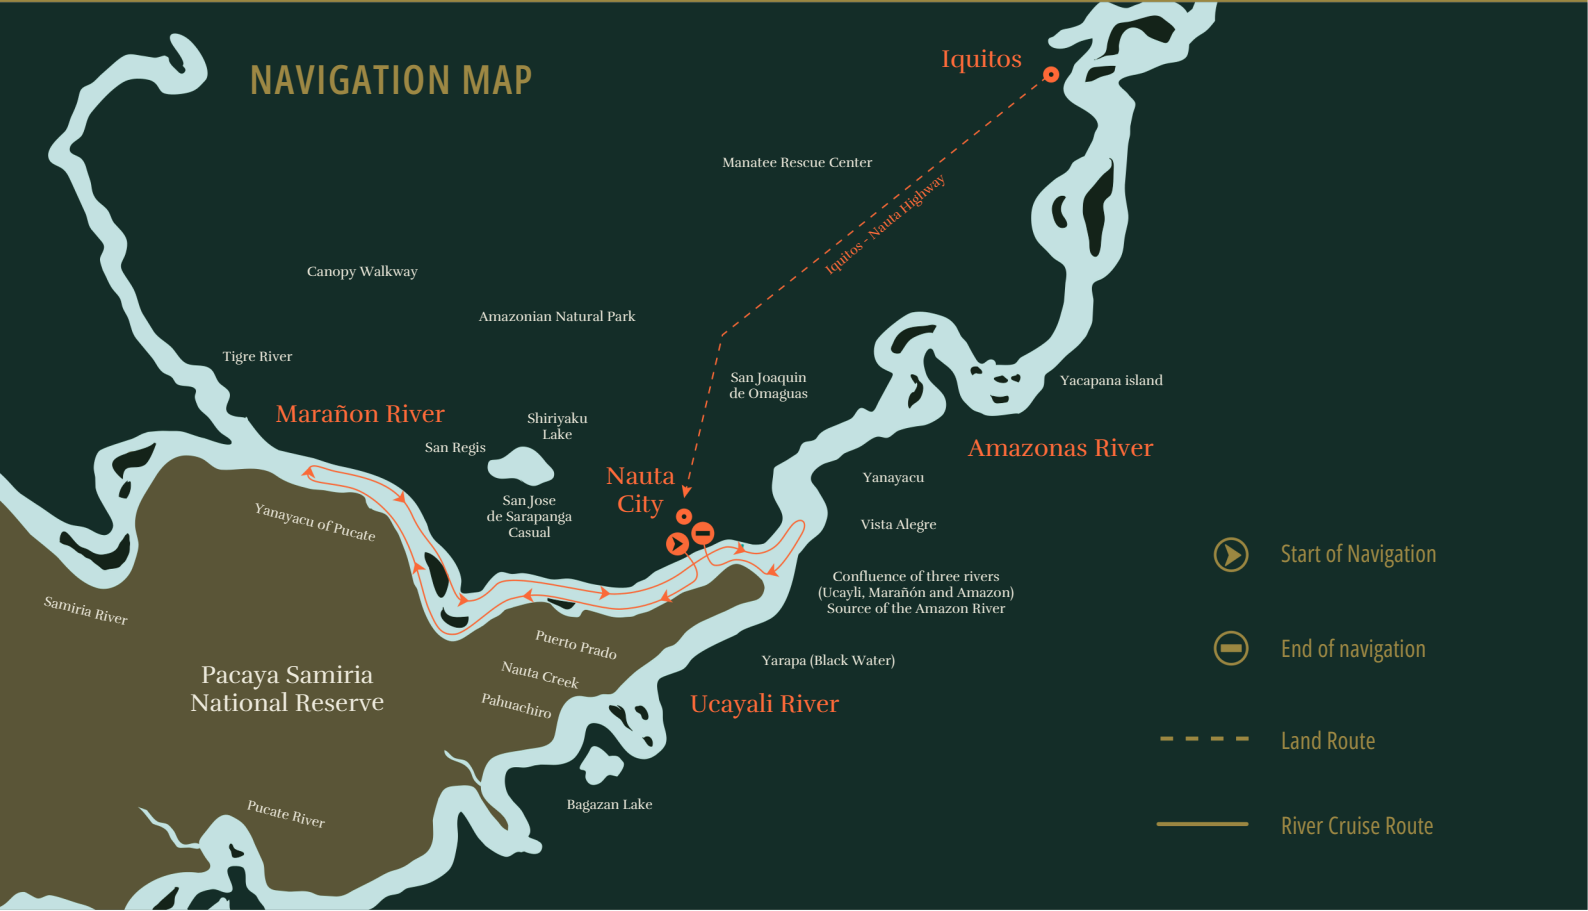 NAVIGATION MAP
Iquitos
Manatee Rescue Center
Iquitos - Nauta Highway
Canopy Walkway
Amazonian Natural Park
Tigre River
San Joaquin
de Omaguas
Yacapana island
Marañon River
Shiriyaku
Lake
San Regis
Amazonas River
Nauta
City
Yanayacu
San Jose
de Sarapanga
Casual
Yanayacu of Pucate
Vista Alegre
Start of Navigation
Confluence of three rivers
(Ucayli, Marañón and Amazon)
Source of the Amazon River
Samiria River
Puerto Prado
End of navigation
Yarapa (Black Water)
Nauta Creek
Pacaya Samiria
National Reserve
Pahuachiro
Ucayali River
Land Route
Bagazan Lake
Pucate River
River Cruise Route